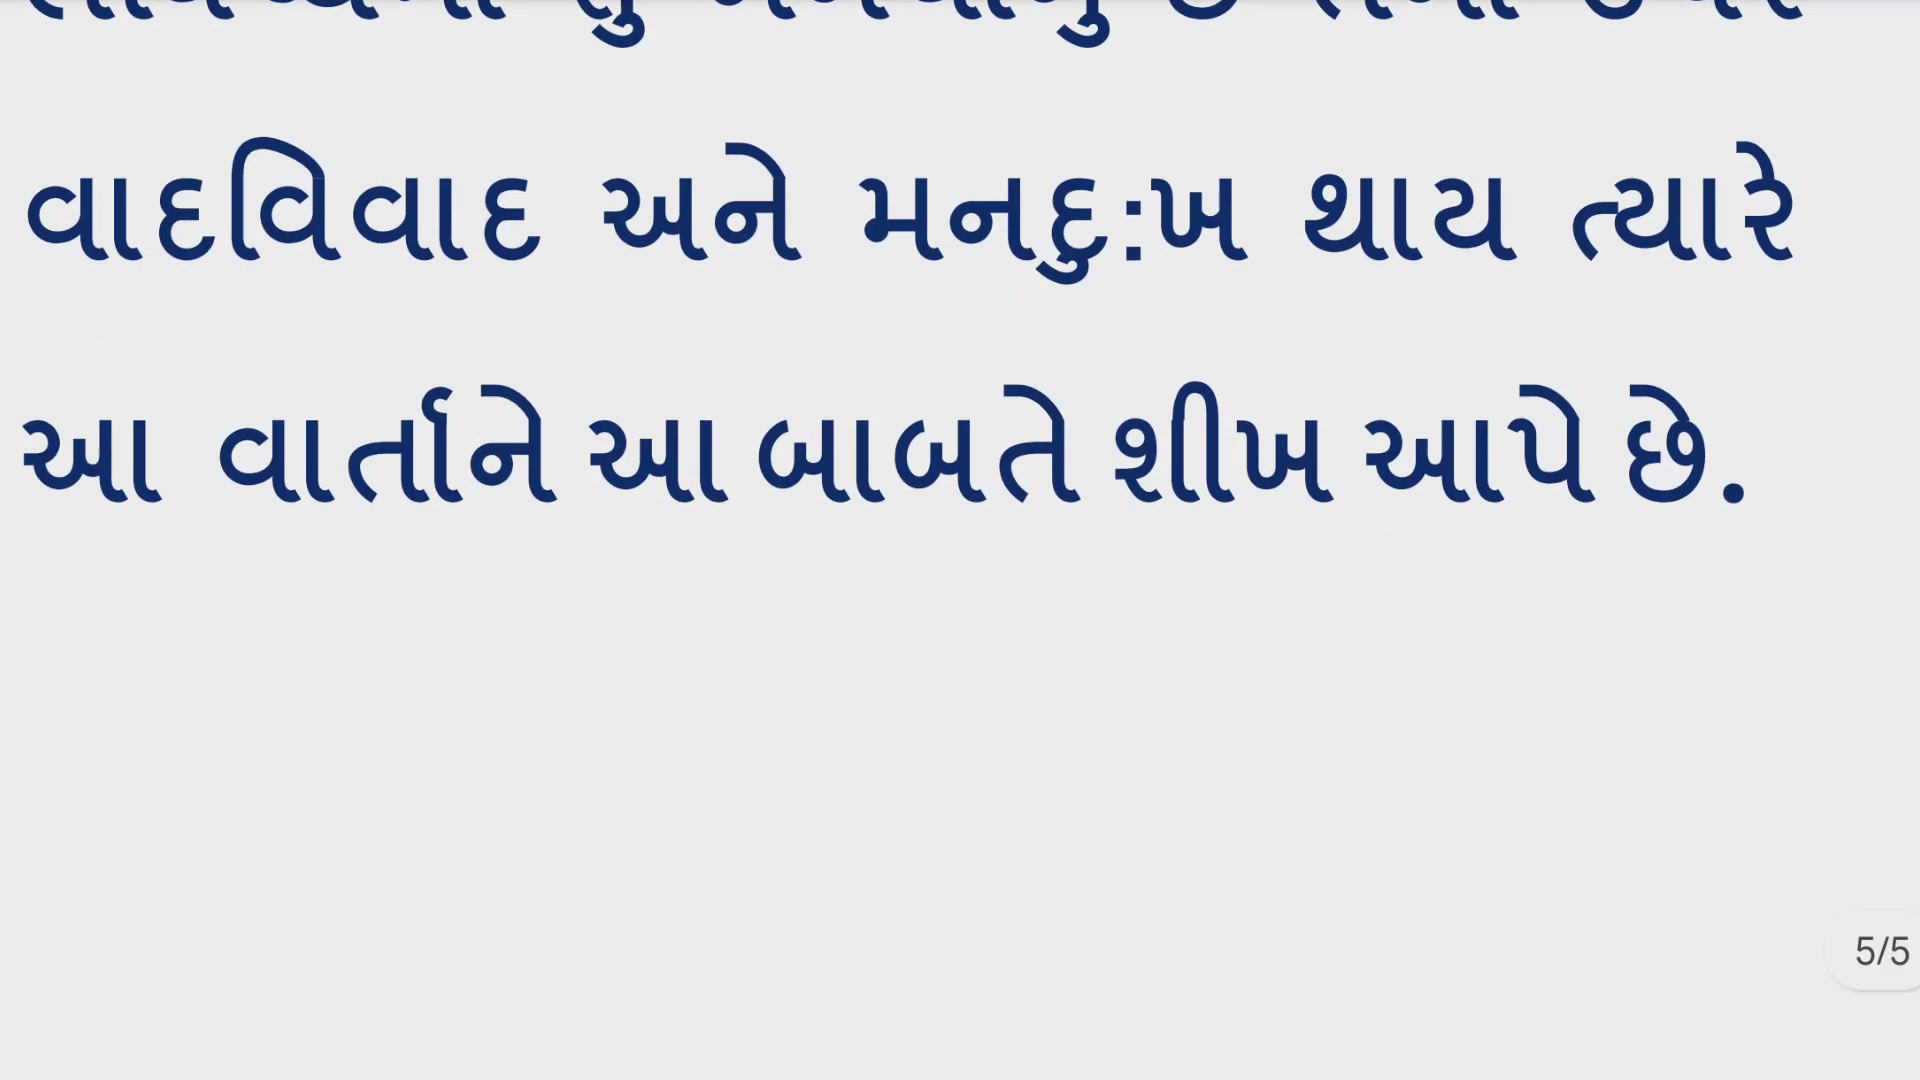 વાદવિવાદ અને મનદુ:ખ થાય ત્યારે
આ વાર્તાને આ બાબતે શીખ આપે છે.
5/5